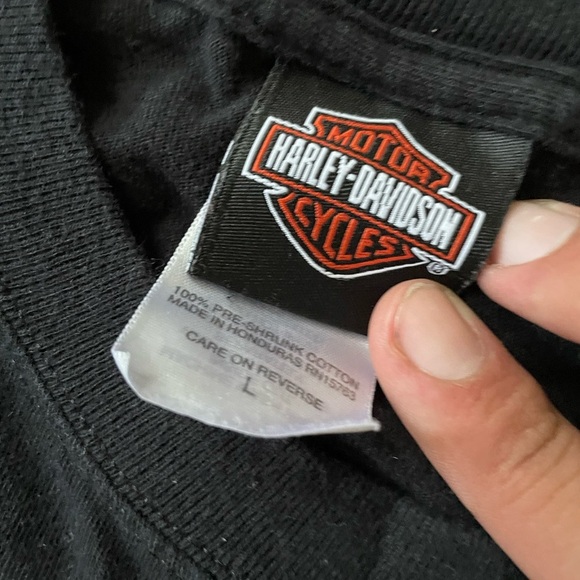 MOTOR
HARLEY-DAVIDSON
CYCLES
®
100% PRE-SHRUNK COTTON
MADE IN HONDURAS RN15763
CARE ON REVERSE
L